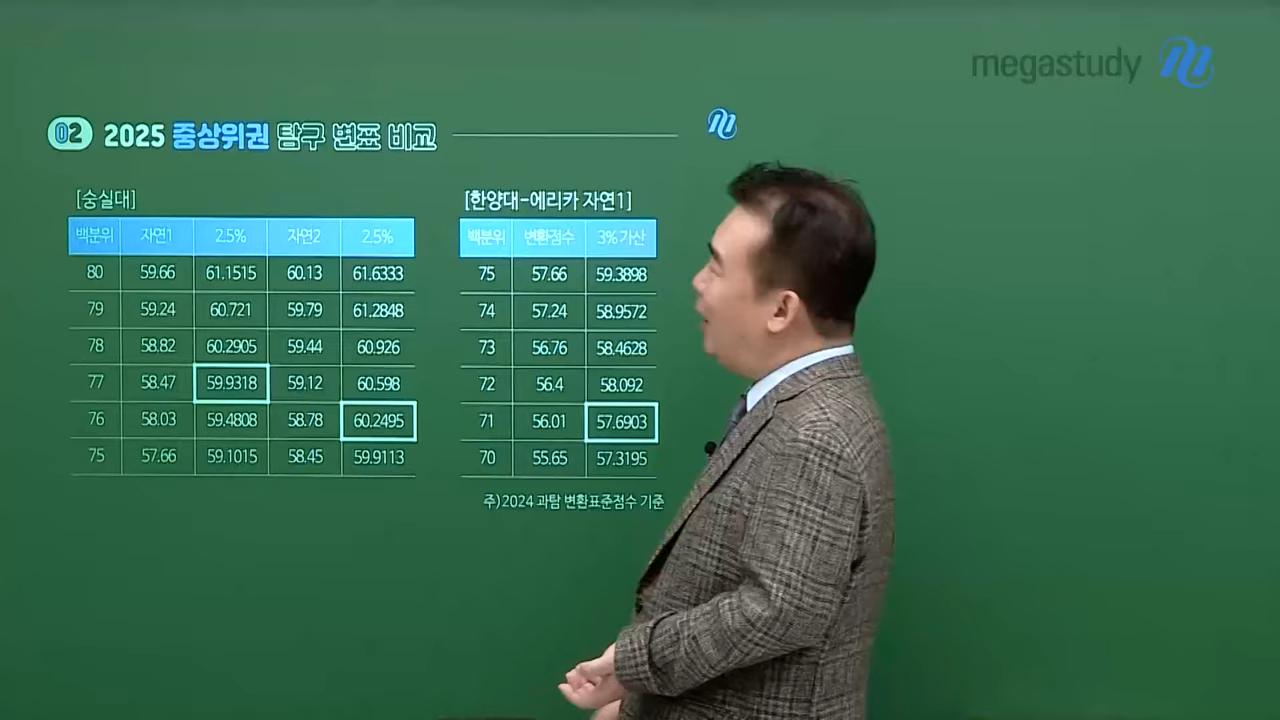 megastudy
02 2025 중상위권 탐구 변표 비교
[숭실대]
백분위 자연1 2.5% 자연2 2.5%
80 59.66 61.1515 60.13 61.6333
79 59.24 60.721 59.79 61.2848
78 58.82 60.2905 59.44 60.926
77 58.47 59.9318 59.12 60.598
76 58.03 59.4808 58.78 60.2495
75 57.66 59.1015 58.45 59.9113
[한양대-에리카 자연1]
백분위 변환점수 3% 가산
75 57.66 59.3898
74 57.24 58.9572
73 56.76 58.4628
72 56.4 58.092
71 56.01 57.6903
70 55.65 57.3195
주)2024 과탐 변환표준점수 기준